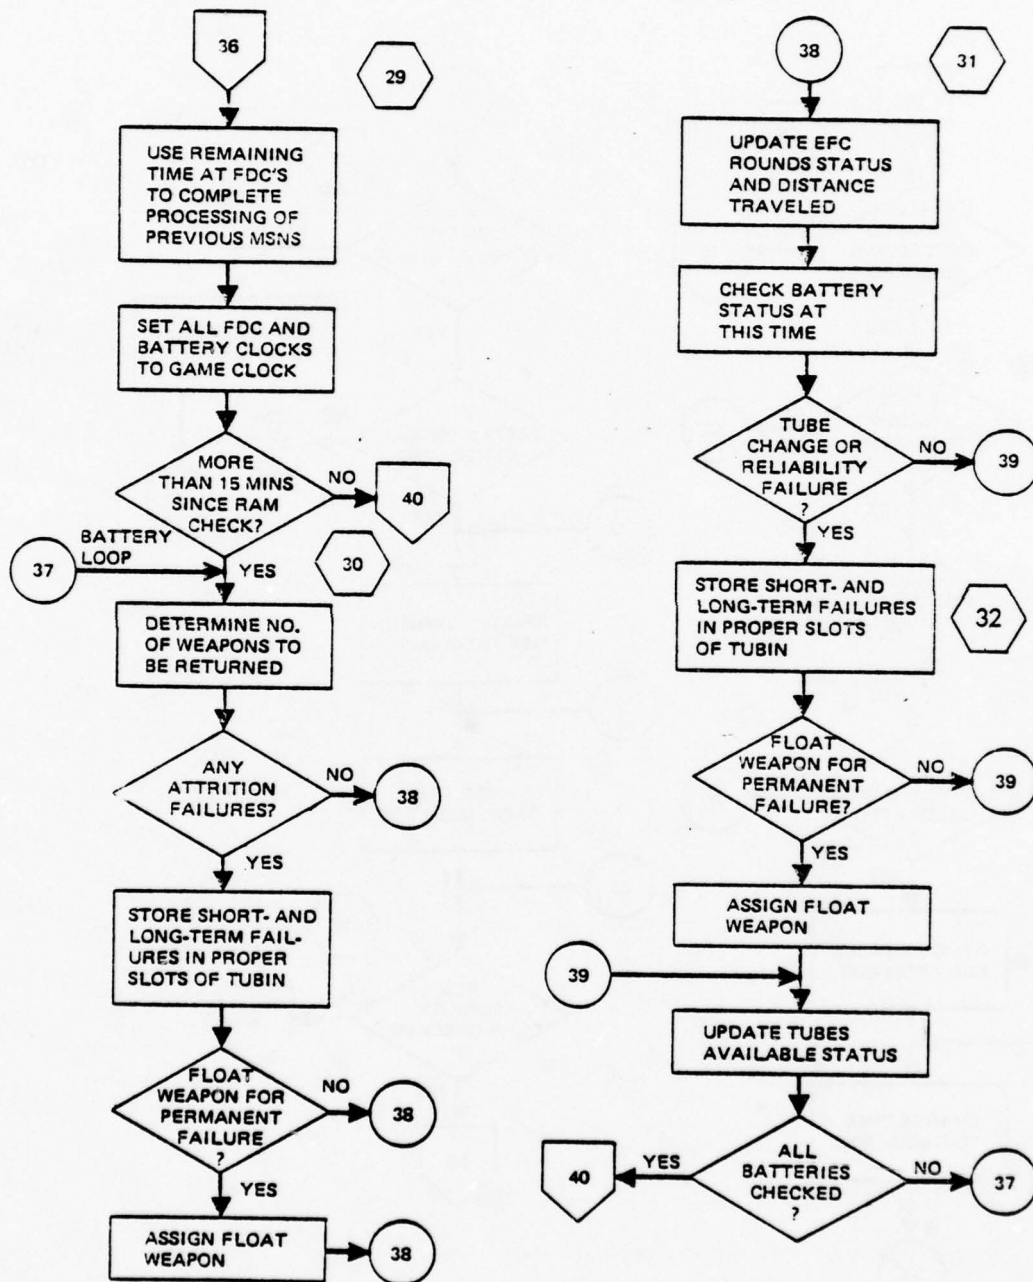 36
29
USE REMAINING
TIME AT FDC'S
TO COMPLETE
PROCESSING OF
PREVIOUS MSNS
SET ALL FDC AND
BATTERY CLOCKS
TO GAME CLOCK
MORE
THAN 15 MINS
SINCE RAM
CHECK?
NO
40
BATTERY
LOOP
37
YES
30
DETERMINE NO.
OF WEAPONS TO
BE RETURNED
ANY
ATTRITION
FAILURES?
NO
38
YES
STORE SHORT- AND
LONG-TERM FAIL-
URES IN PROPER
SLOTS OF TUBIN
FLOAT
WEAPON FOR
PERMANENT
FAILURE
?
NO
38
YES
ASSIGN FLOAT
WEAPON
38
38
31
UPDATE EFC
ROUNDS STATUS
AND DISTANCE
TRAVELED
CHECK BATTERY
STATUS AT
THIS TIME
TUBE
CHANGE OR
RELIABILITY
FAILURE
?
NO
39
YES
STORE SHORT- AND
LONG-TERM FAILURES
IN PROPER SLOTS
OF TUBIN
32
FLOAT
WEAPON FOR
PERMANENT
FAILURE?
NO
39
YES
ASSIGN FLOAT
WEAPON
39
UPDATE TUBES
AVAILABLE STATUS
ALL
BATTERIES
CHECKED
?
YES
40
NO
37